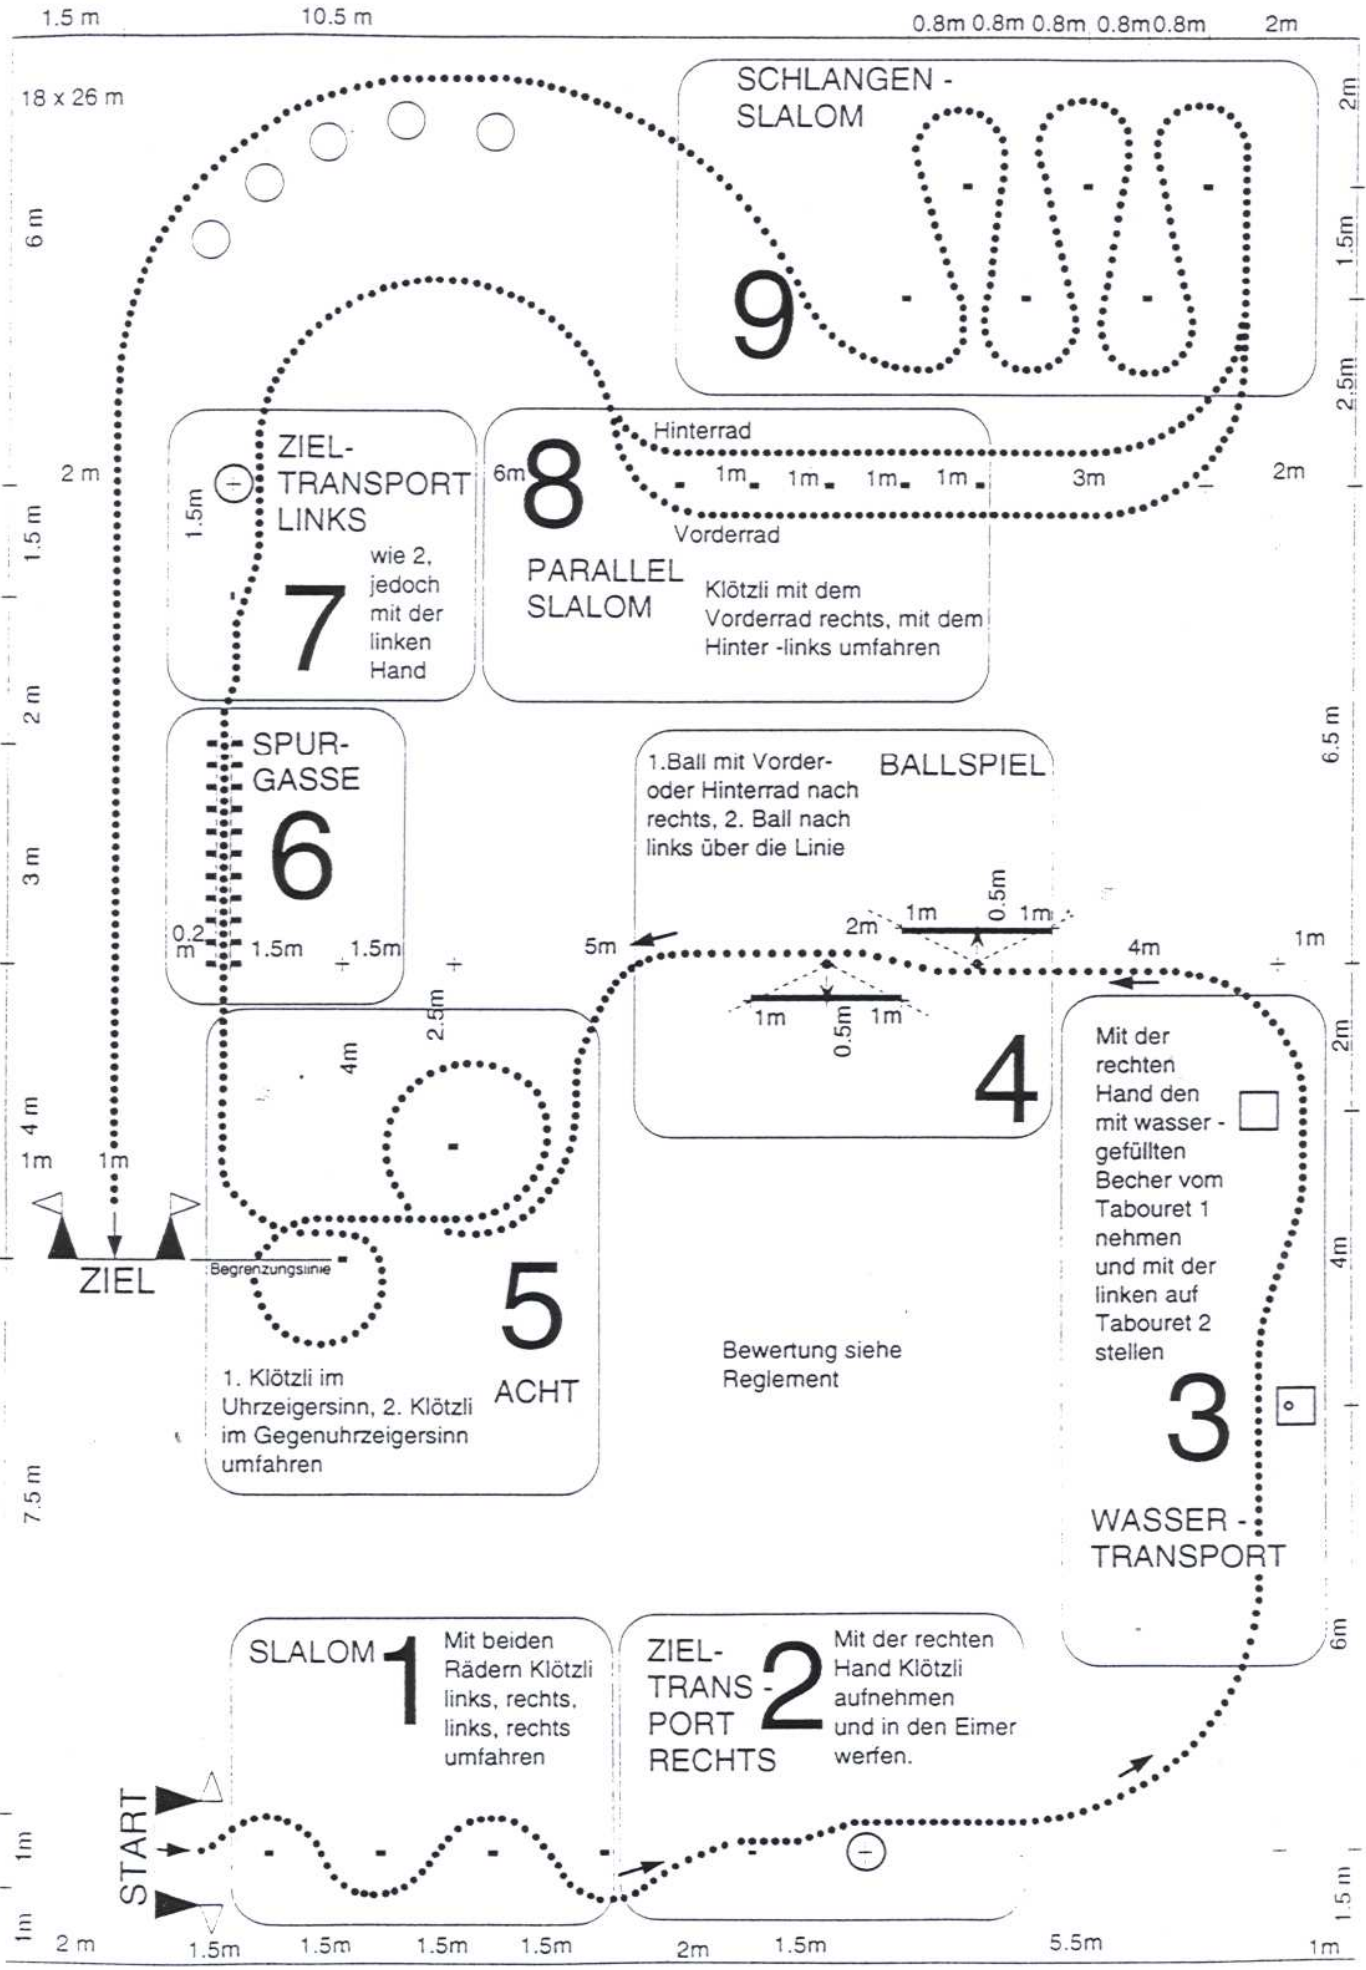 1.5 m
10.5 m
0.8m 0.8m 0.8m 0.8m 0.8m
2m
18 x 26 m
SCHLANGEN -
SLALOM
9
2m
1.5m
2.5m
6 m
2 m
1.5 m
2 m
3 m
4 m
7.5 m
ZIEL-
TRANSPORT
LINKS
1.5m
7
wie 2,
jedoch
mit der
linken
Hand
6m
8
Hinterrad
1m
1m
1m
1m
3m
2m
Vorderrad
PARALLEL
SLALOM
Klötzli mit dem
Vorderrad rechts, mit dem
Hinter -links umfahren
6.5 m
SPUR-
GASSE
6
0.2
m
1.5m
1.5m
5m
1.Ball mit Vorder-
oder Hinterrad nach
rechts, 2. Ball nach
links über die Linie
BALLSPIEL
2m
1m
0.5m
1m
4m
1m
1m
0.5m
1m
4
2.5m
4m
1m
1m
ZIEL
Begrenzungslinie
5
ACHT
1. Klötzli im
Uhrzeigersinn, 2. Klötzli
im Gegenuhrzeigersinn
umfahren
Bewertung siehe
Reglement
Mit der
rechten
Hand den
mit wasser -
gefüllten
Becher vom
Tabouret 1
nehmen
und mit der
linken auf
Tabouret 2
stellen
3
WASSER -
TRANSPORT
2m
4m
6m
SLALOM
1
Mit beiden
Rädern Klötzli
links, rechts,
links, rechts
umfahren
ZIEL-
TRANS -
PORT
RECHTS
2
Mit der rechten
Hand Klötzli
aufnehmen
und in den Eimer
werfen.
START
1m
1m
1.5 m
2 m
1.5m
1.5m
1.5m
1.5m
2m
1.5m
5.5m
1m